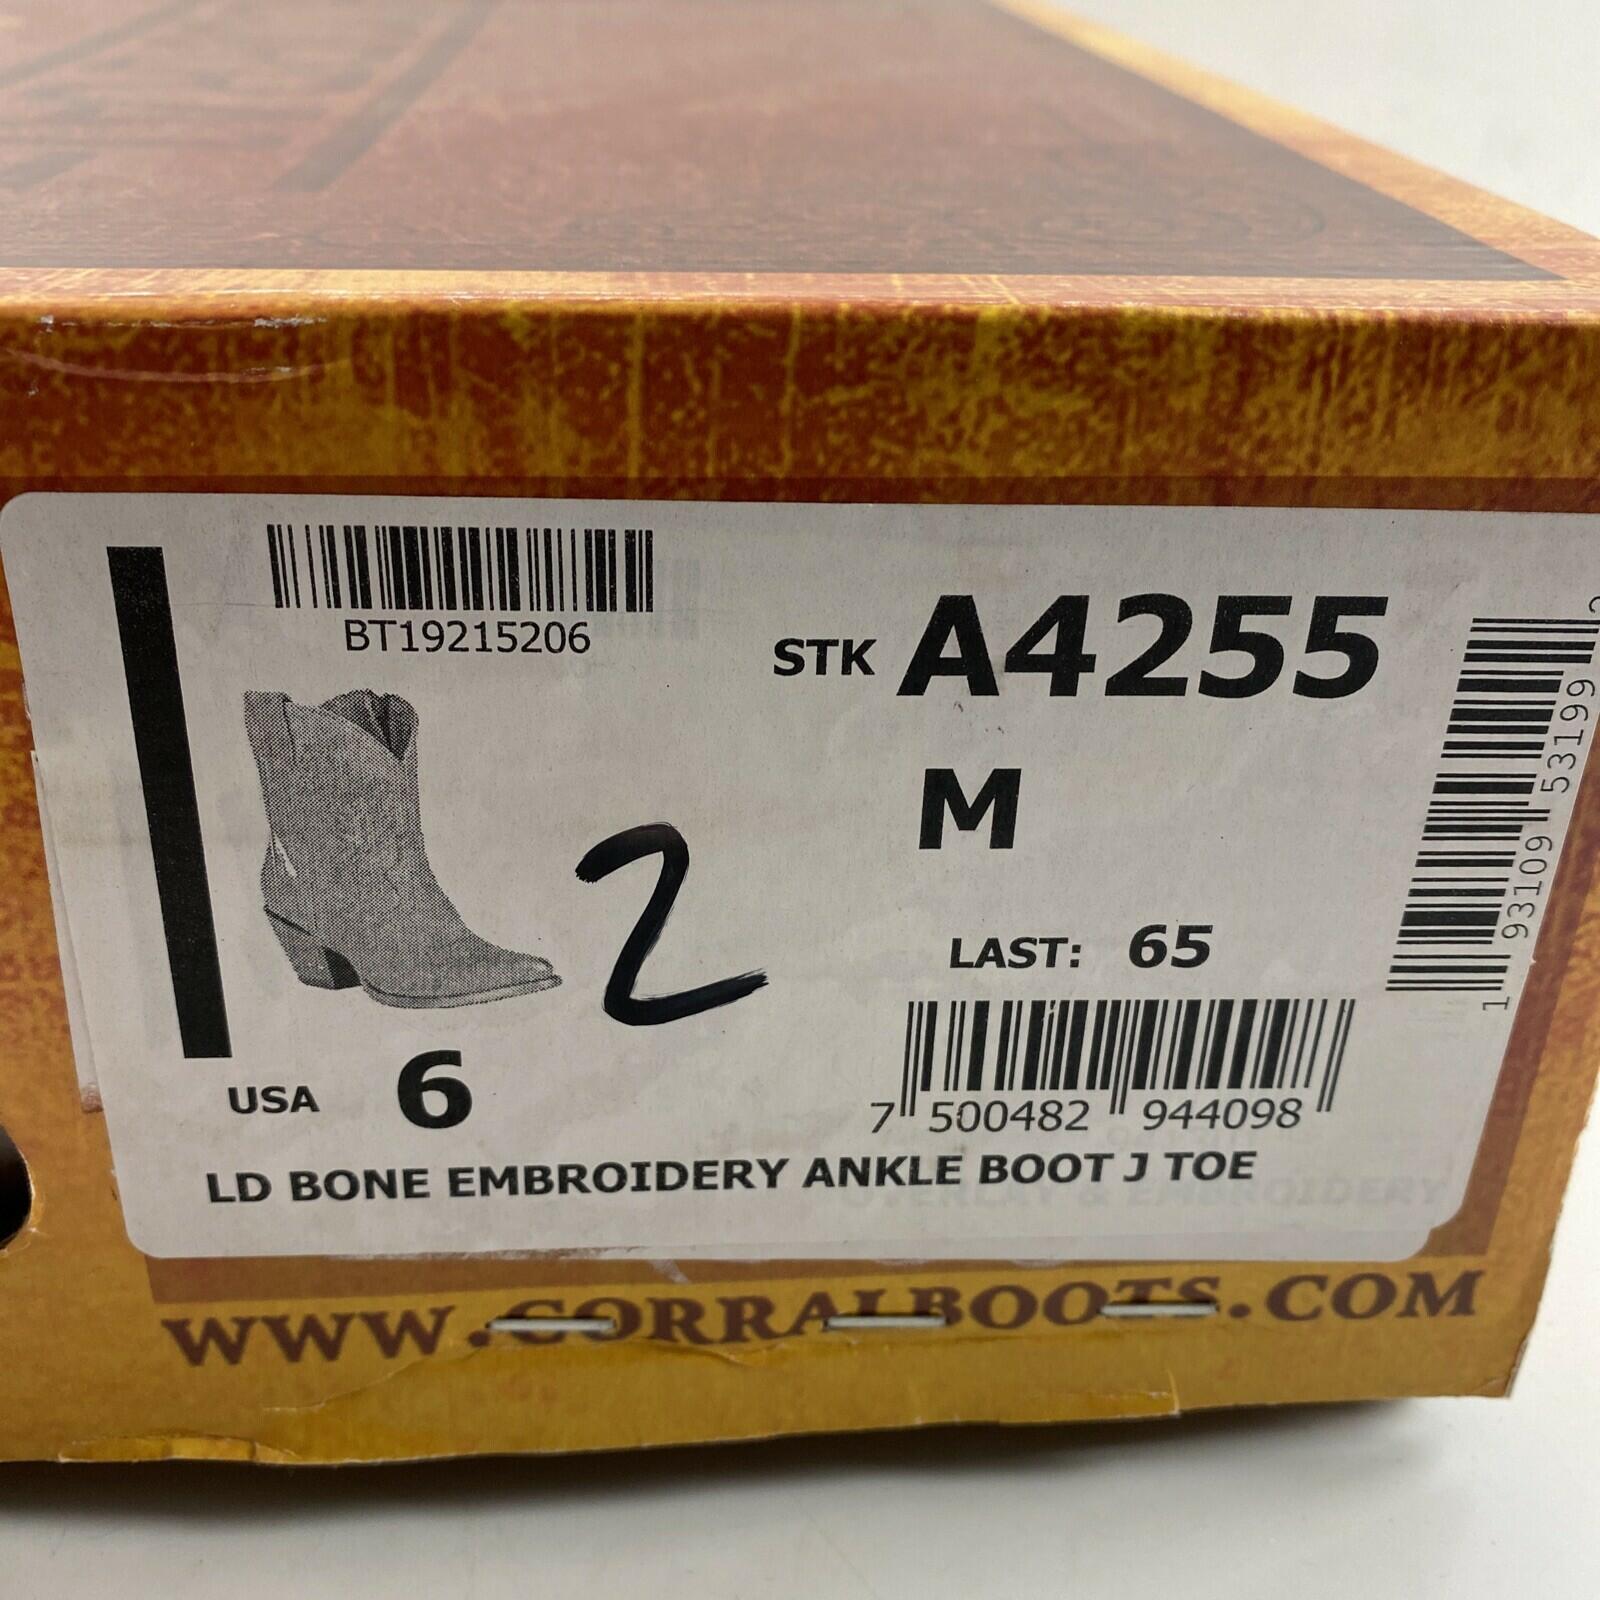 BT19215206
STK A4255
M
2
LAST: 65
USA 6
7 500482 944098
1 93109 53199 2
LD BONE EMBROIDERY ANKLE BOOT J TOE
& EMBROIDERY
WWW.CORRALBOOTS.COM